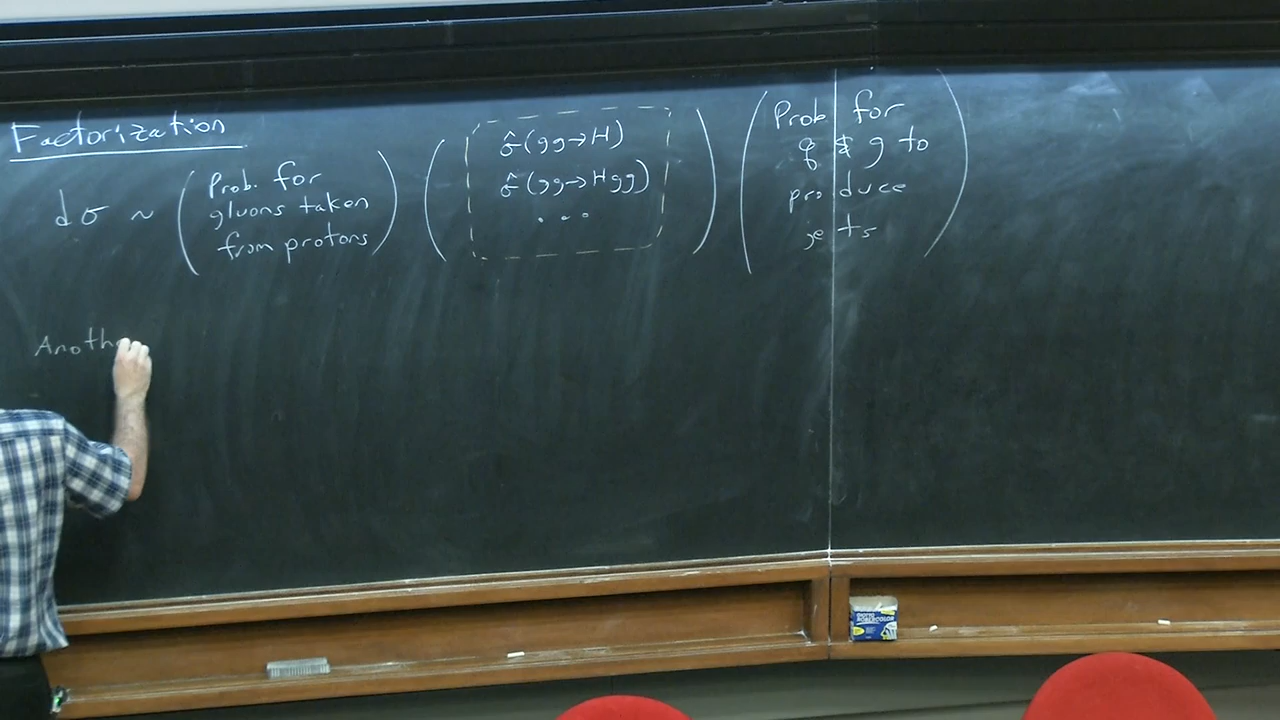 Factorization
dσ ~ ( Prob. for gluons taken from protons ) ( σ̂(gg→H) σ̂(gg→Hgg) ... ) ( Prob for q & g to produce jets )
Anoth